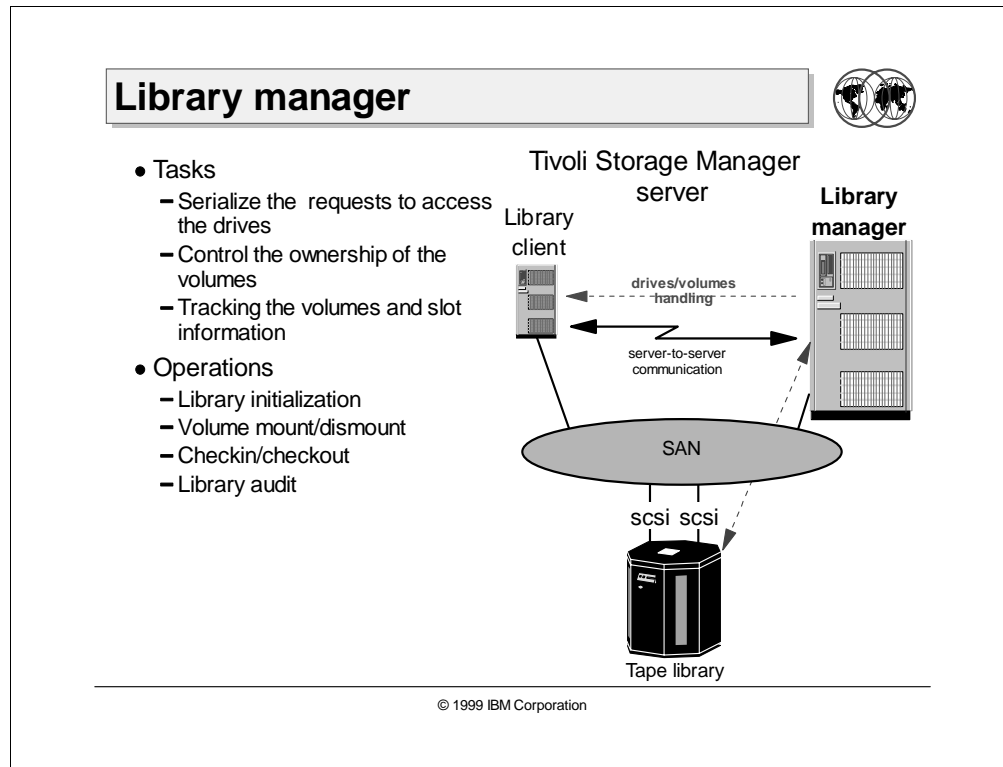 Library manager
● Tasks
– Serialize the requests to access
the drives
– Control the ownership of the
volumes
– Tracking the volumes and slot
information
● Operations
– Library initialization
– Volume mount/dismount
– Checkin/checkout
– Library audit
Tivoli Storage Manager
server
Library
client
Library
manager
drives/volumes
handling
server-to-server
communication
SAN
scsi scsi
Tape library
© 1999 IBM Corporation